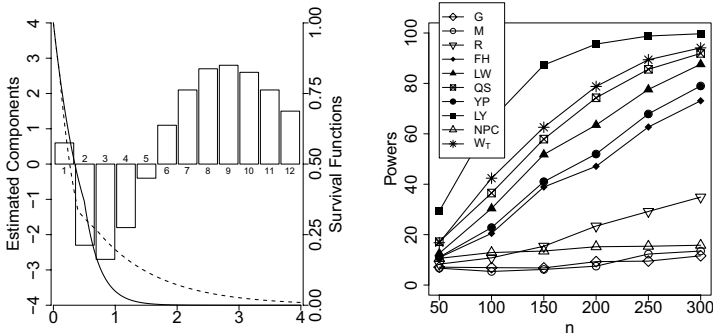 4
3
2
1
0
−1
−2
−3
−4
Estimated Components
1 2 3 4 5 6 7 8 9 10 11 12
0 1 2 3 4
1.00
0.75
0.50
0.25
0.00
Survival Functions
G
M
R
FH
LW
QS
YP
LY
NPC
W_T
100
80
60
40
20
0
Powers
50 100 150 200 250 300
n